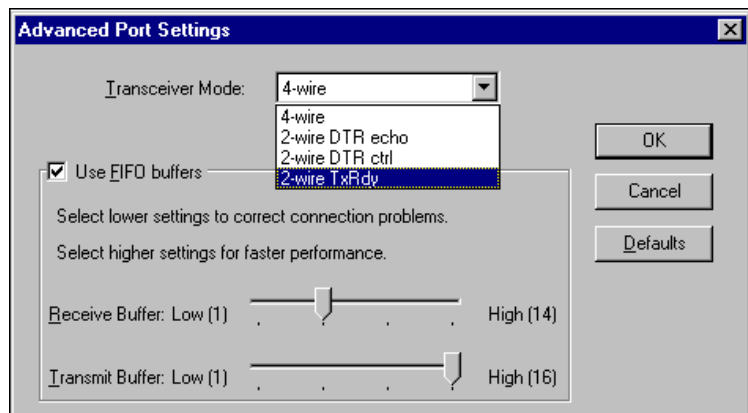 Advanced Port Settings
Transceiver Mode: 4-wire
4-wire
2-wire DTR echo
2-wire DTR ctrl
2-wire TxRdy
OK
Cancel
Defaults
Use FIFO buffers
Select lower settings to correct connection problems.
Select higher settings for faster performance.
Receive Buffer: Low (1) High (14)
Transmit Buffer: Low (1) High (16)